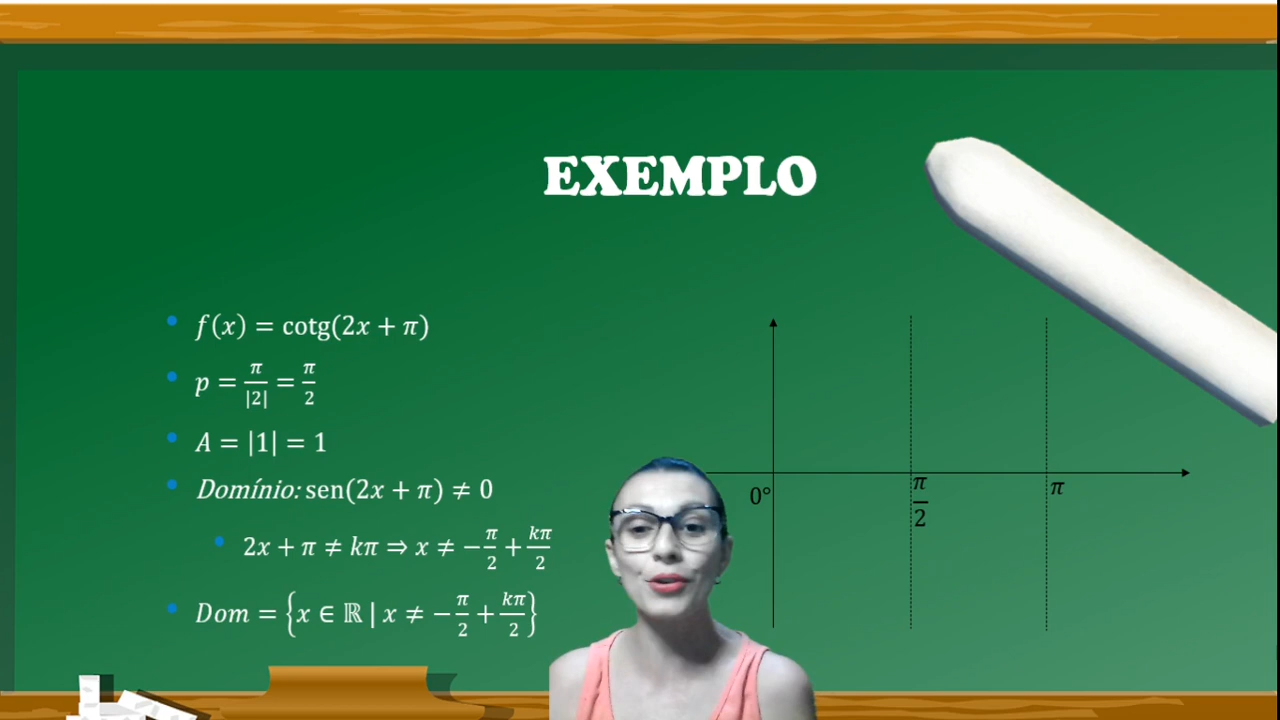 EXEMPLO
f(x) = cotg(2x + π)
p = π/|2| = π/2
A = |1| = 1
Domínio: sen(2x + π) ≠ 0
2x + π ≠ kπ ⇒ x ≠ −π/2 + kπ/2
Dom = {x ∈ ℝ | x ≠ −π/2 + kπ/2}
0°
π/2
π